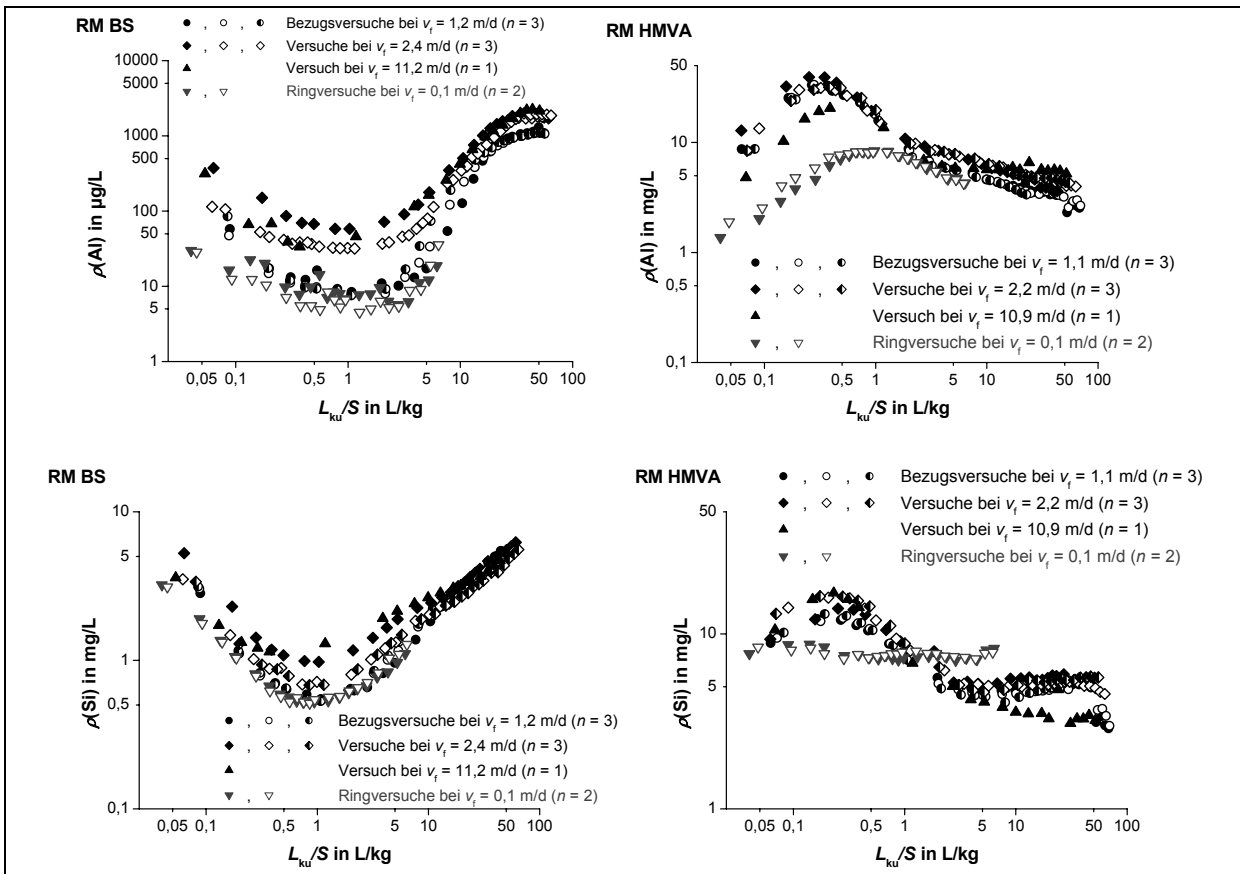 RM BS
, , Bezugsversuche bei vf = 1,2 m/d (n = 3)
, , Versuche bei vf = 2,4 m/d (n = 3)
Versuch bei vf = 11,2 m/d (n = 1)
, Ringversuche bei vf = 0,1 m/d (n = 2)
10000
5000
1000
500
100
50
10
5
1
ρ(Al) in µg/L
0,05 0,1 0,5 1 5 10 50 100
Lku/S in L/kg
RM HMVA
50
10
5
1
0,5
0,1
ρ(Al) in mg/L
, , Bezugsversuche bei vf = 1,1 m/d (n = 3)
, , Versuche bei vf = 2,2 m/d (n = 3)
Versuch bei vf = 10,9 m/d (n = 1)
, Ringversuche bei vf = 0,1 m/d (n = 2)
0,05 0,1 0,5 1 5 10 50 100
Lku/S in L/kg
RM BS
10
5
1
0,5
0,1
ρ(Si) in mg/L
, , Bezugsversuche bei vf = 1,2 m/d (n = 3)
, , Versuche bei vf = 2,4 m/d (n = 3)
Versuch bei vf = 11,2 m/d (n = 1)
, Ringversuche bei vf = 0,1 m/d (n = 2)
0,05 0,1 0,5 1 5 10 50 100
Lku/S in L/kg
RM HMVA
, , Bezugsversuche bei vf = 1,1 m/d (n = 3)
, , Versuche bei vf = 2,2 m/d (n = 3)
Versuch bei vf = 10,9 m/d (n = 1)
, Ringversuche bei vf = 0,1 m/d (n = 2)
50
10
5
1
ρ(Si) in mg/L
0,05 0,1 0,5 1 5 10 50 100
Lku/S in L/kg